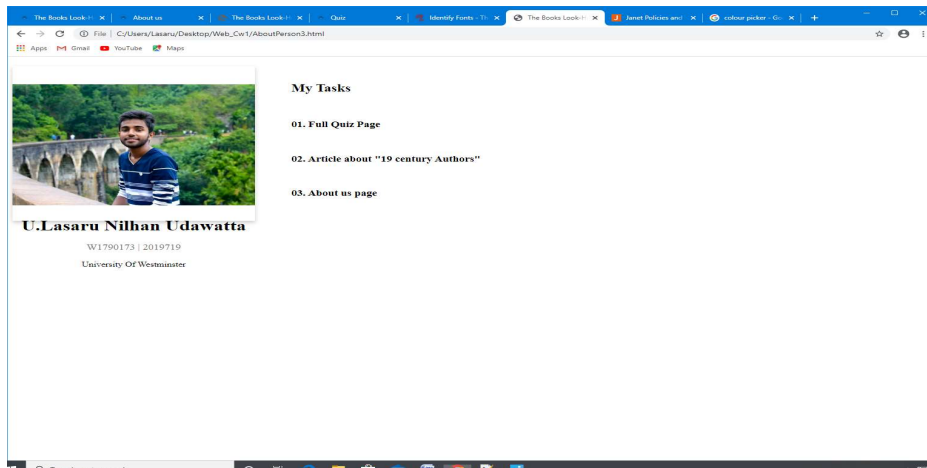 The Books Look-
About us
The Books Look-
Quiz
Identify Fonts - Th
The Books Look-
Janet Policies and
colour picker - Go
File | C:/Users/Lasaru/Desktop/Web_Cw1/AboutPerson3.html
Apps Gmail YouTube Maps
My Tasks
01. Full Quiz Page
02. Article about "19 century Authors"
03. About us page
U.Lasaru Nilhan Udawatta
W1790173 | 2019719
University Of Westminster